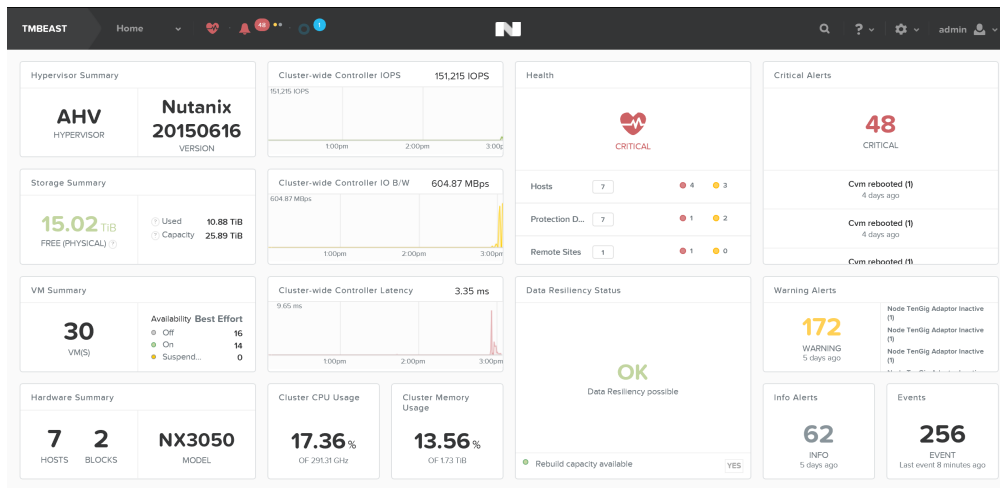 TMBEAST
Home
48
1
?
admin
Hypervisor Summary
AHV
HYPERVISOR
Nutanix
20150616
VERSION
Cluster-wide Controller IOPS 151,215 IOPS
151,215 IOPS
1:00pm 2:00pm 3:00p
Health
CRITICAL
Hosts 7 4 3
Protection D... 7 1 2
Remote Sites 1 1 0
Critical Alerts
48
CRITICAL
Cvm rebooted (1)
4 days ago
Cvm rebooted (1)
4 days ago
Cvm rebooted (1)
Storage Summary
15.02 TiB
FREE (PHYSICAL) ?
? Used 10.88 TiB
? Capacity 25.89 TiB
Cluster-wide Controller IO B/W 604.87 MBps
604.87 MBps
1:00pm 2:00pm 3:00pm
VM Summary
30
VM(S)
Availability Best Effort
Off 16
On 14
Suspend... 0
Cluster-wide Controller Latency 3.35 ms
9.65 ms
1:00pm 2:00pm 3:00pm
Data Resiliency Status
OK
Data Resiliency possible
Rebuild capacity available YES
Warning Alerts
172
WARNING
5 days ago
Node TenGig Adaptor Inactive
(1)
Node TenGig Adaptor Inactive
(1)
Node TenGig Adaptor Inactive
(1)
Hardware Summary
7
HOSTS
2
BLOCKS
NX3050
MODEL
Cluster CPU Usage
17.36 %
OF 291.31 GHz
Cluster Memory
Usage
13.56 %
OF 1.73 TiB
Info Alerts
62
INFO
5 days ago
Events
256
EVENT
Last event 8 minutes ago